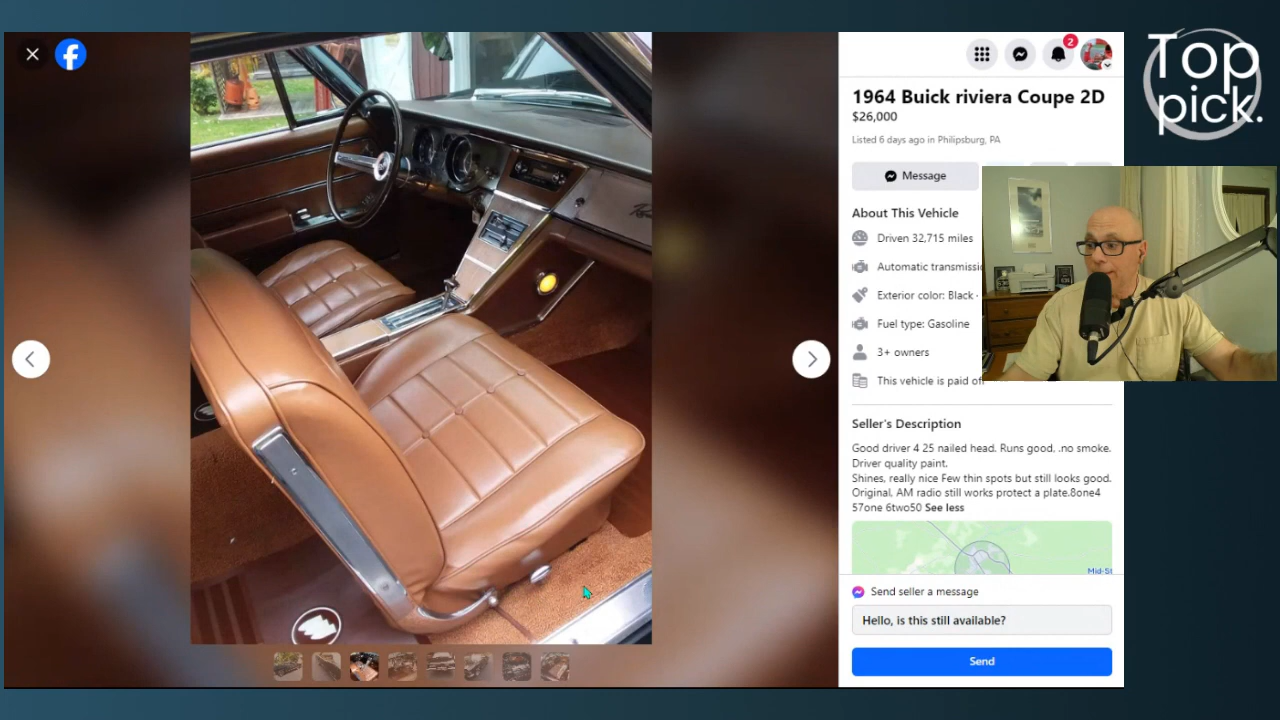 Top
pick.
2
1964 Buick riviera Coupe 2D
$26,000
Listed 6 days ago in Philipsburg, PA
Message
About This Vehicle
Driven 32,715 miles
Automatic transmissi
Exterior color: Black ·
Fuel type: Gasoline
3+ owners
This vehicle is paid off
Seller's Description
Good driver 4 25 nailed head. Runs good, .no smoke.
Driver quality paint.
Shines, really nice Few thin spots but still looks good.
Original, AM radio still works protect a plate.8one4
57one 6two50 See less
Mid-St
Send seller a message
Hello, is this still available?
Send